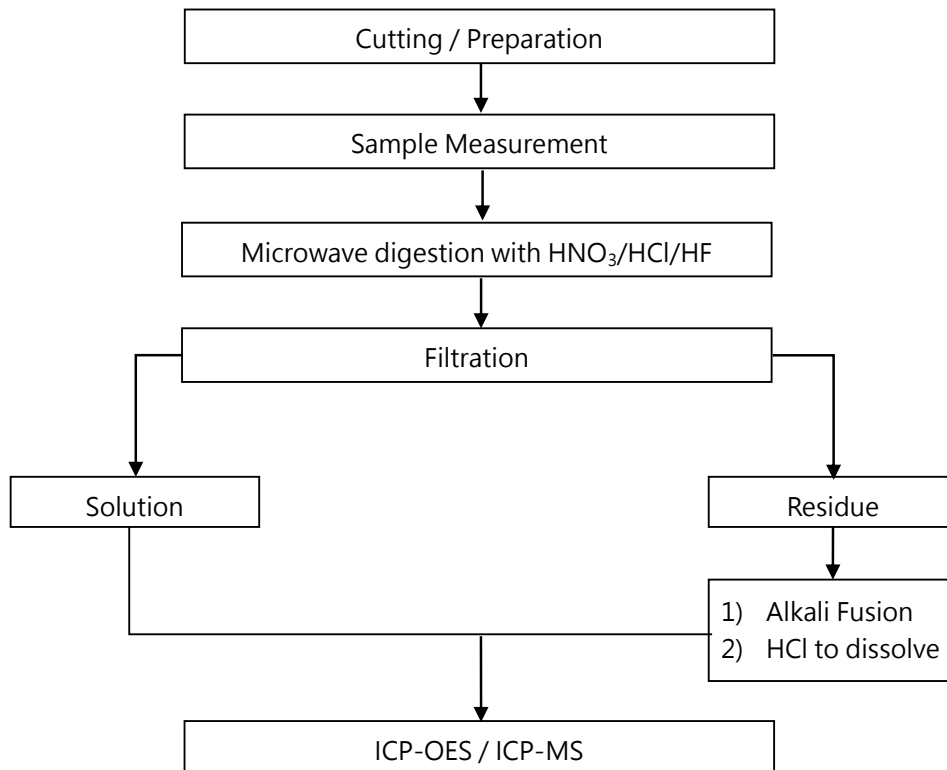 Cutting / Preparation
Sample Measurement
Microwave digestion with HNO₃/HCl/HF
Filtration
Solution
Residue
1) Alkali Fusion
2) HCl to dissolve
ICP-OES / ICP-MS